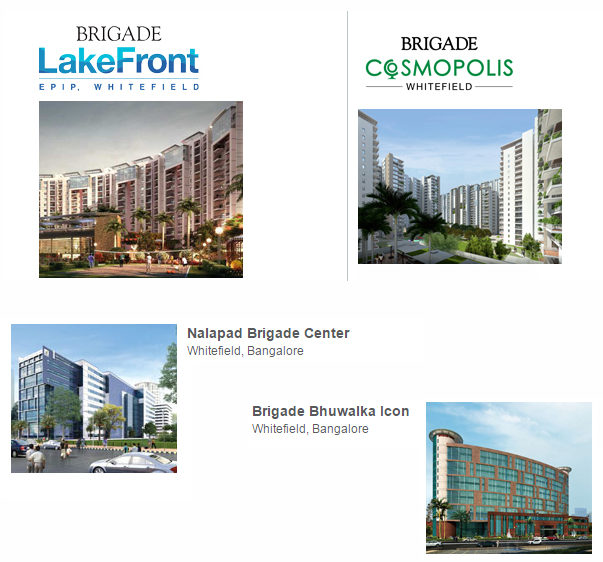 BRIGADE
LakeFront
EPIP, WHITEFIELD
BRIGADE
COSMOPOLIS
WHITEFIELD
Nalapad Brigade Center
Whitefield, Bangalore
Brigade Bhuwalka Icon
Whitefield, Bangalore